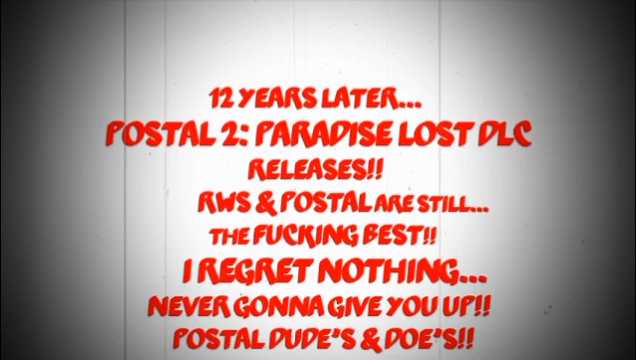 12 YEARS LATER...
POSTAL 2: PARADISE LOST DLC
RELEASES!!
RWS & POSTAL ARE STILL...
THE FUCKING BEST!!
I REGRET NOTHING...
NEVER GONNA GIVE YOU UP!!
POSTAL DUDE'S & DOE'S!!